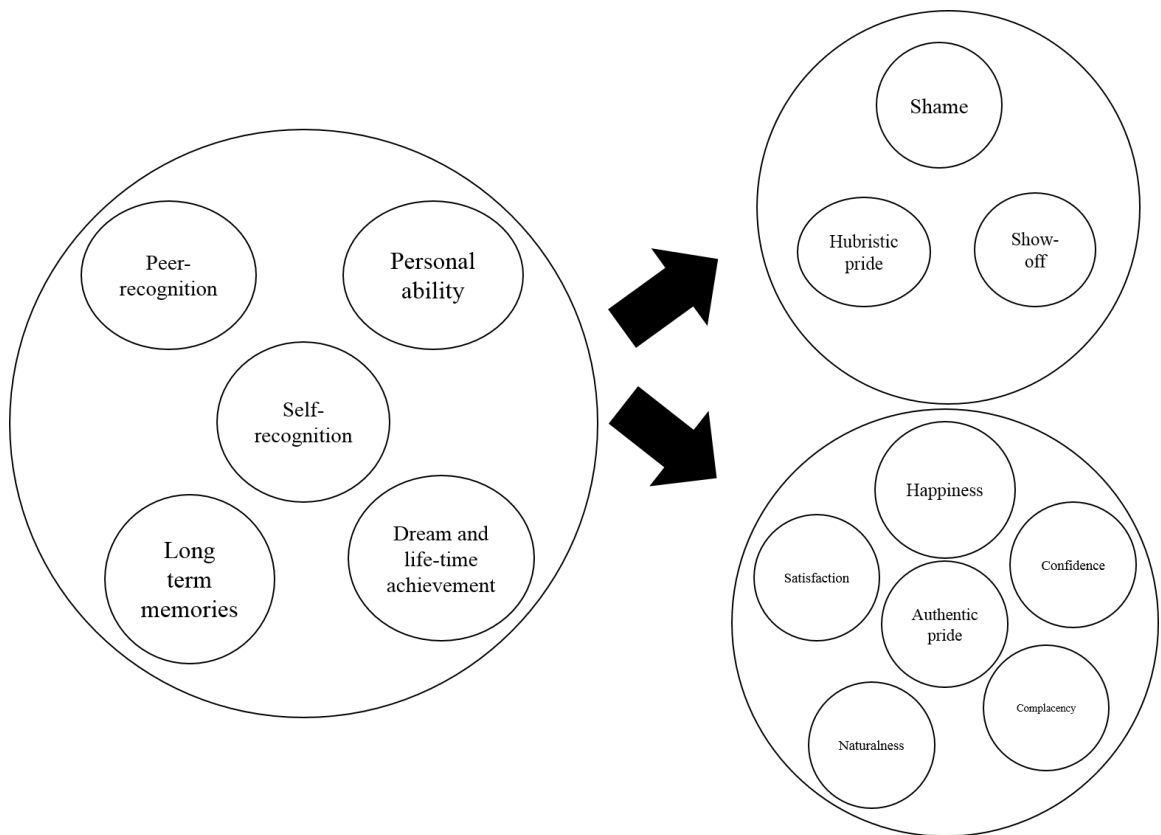 Peer-
recognition
Personal
ability
Self-
recognition
Long
term
memories
Dream and
life-time
achievement
Shame
Hubristic
pride
Show-
off
Happiness
Satisfaction
Confidence
Authentic
pride
Complacency
Naturalness